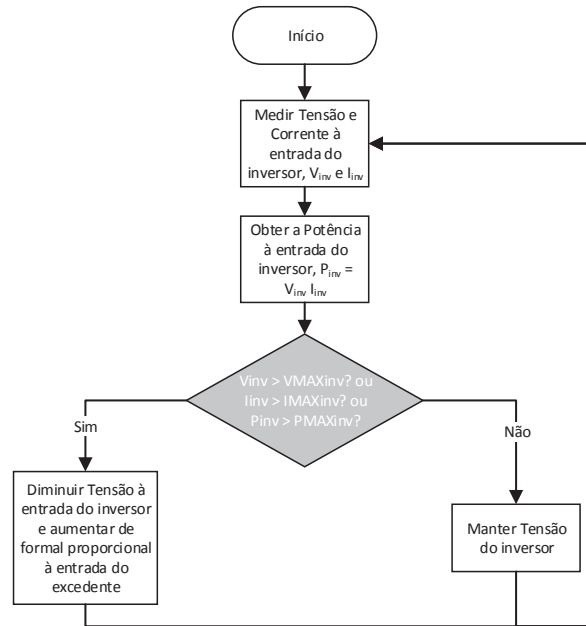 Início
Medir Tensão e
Corrente à
entrada do
inversor, Vinv e Iinv
Obter a Potência
à entrada do
inversor, Pinv =
Vinv Iinv
Vinv > VMAXinv? ou
Iinv > IMAXinv? ou
Pinv > PMAXinv?
Sim
Não
Diminuir Tensão à
entrada do inversor
e aumentar de
formal proporcional
à entrada do
excedente
Manter Tensão
do inversor